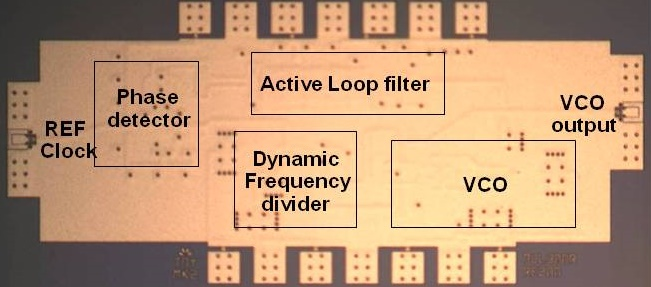 Active Loop filter
Phase
detector
REF
Clock
VCO
output
Dynamic
Frequency
divider
VCO